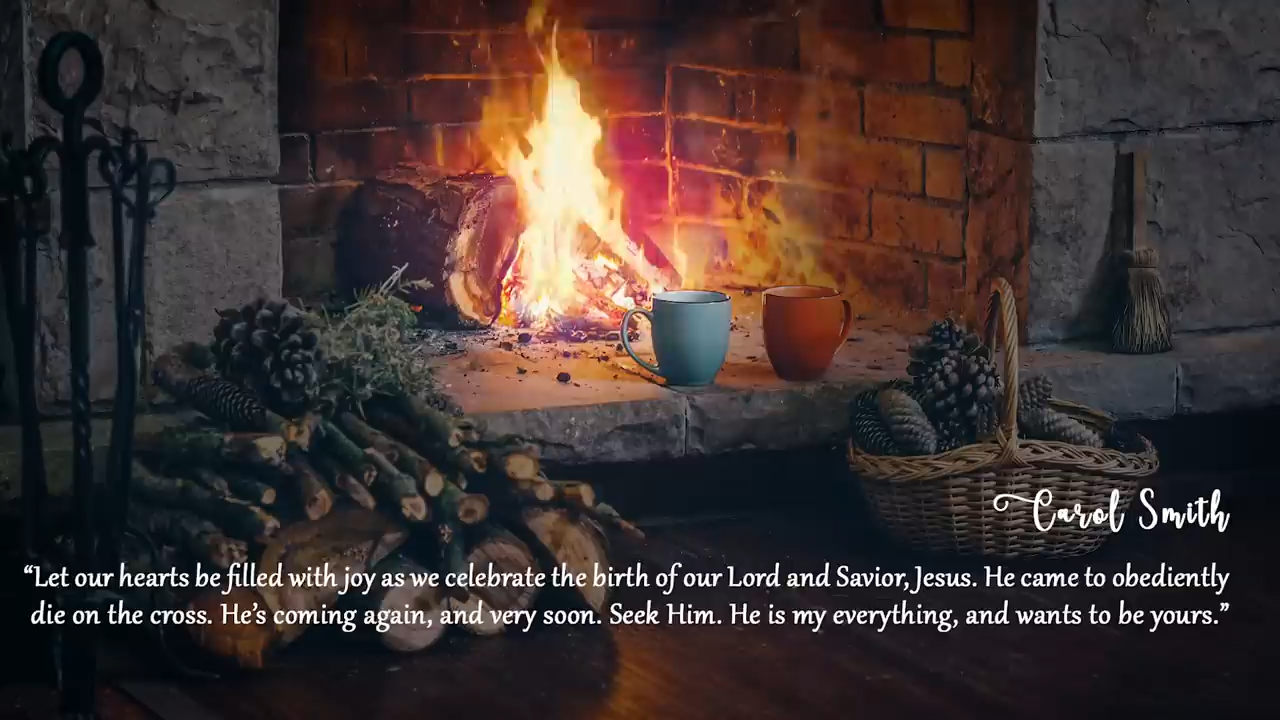 Carol Smith
“Let our hearts be filled with joy as we celebrate the birth of our Lord and Savior, Jesus. He came to obediently
die on the cross. He’s coming again, and very soon. Seek Him. He is my everything, and wants to be yours.”